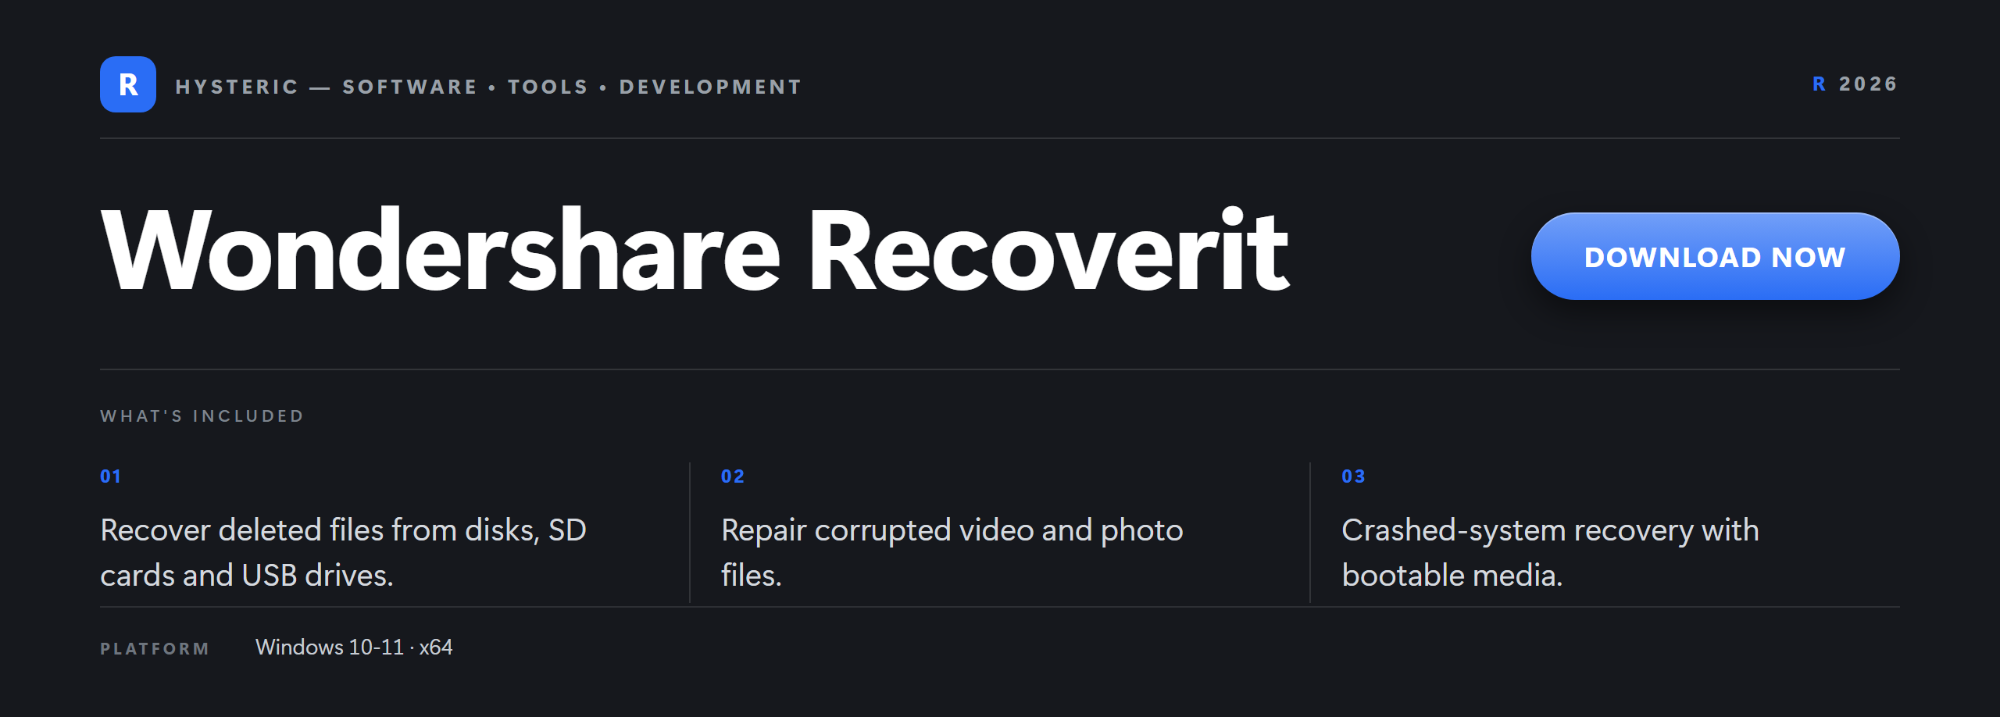 R HYSTERIC — SOFTWARE • TOOLS • DEVELOPMENT
R 2026
Wondershare Recoverit
DOWNLOAD NOW
WHAT'S INCLUDED
01
Recover deleted files from disks, SD
cards and USB drives.
02
Repair corrupted video and photo
files.
03
Crashed-system recovery with
bootable media.
PLATFORM Windows 10-11 · x64